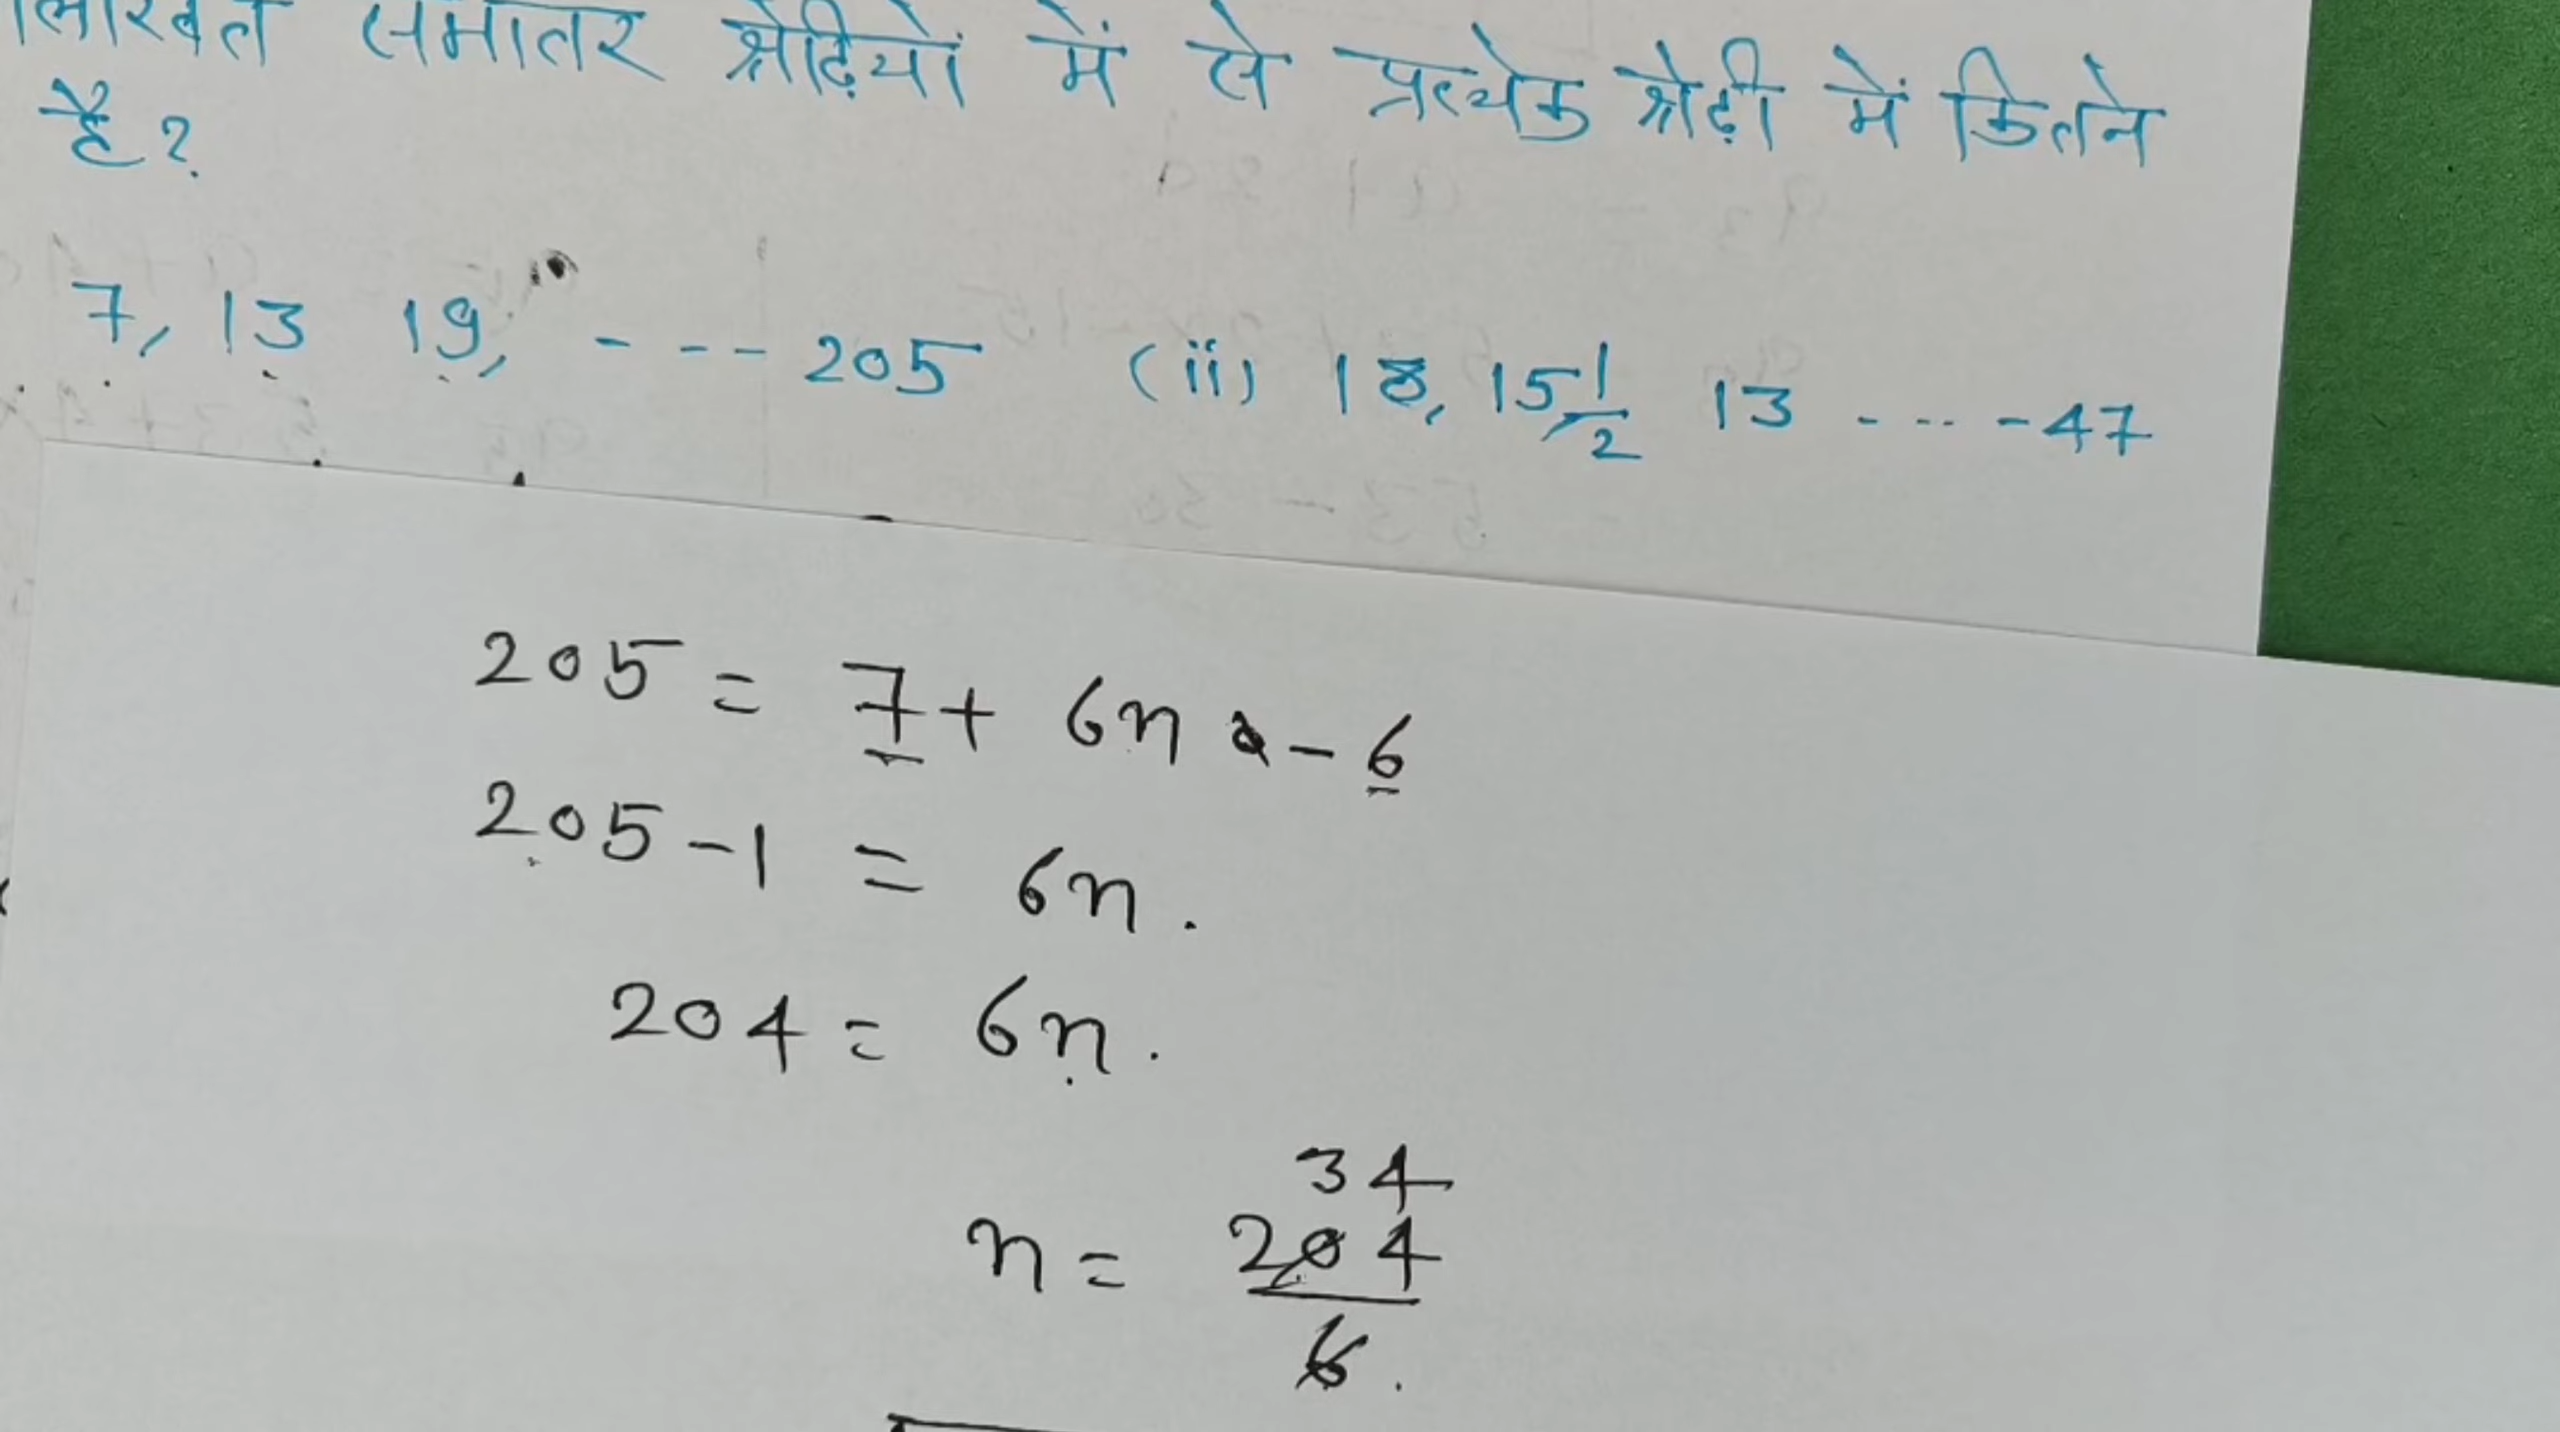 समांतर श्रेढ़ियों में से प्रत्येक श्रेढ़ी में कितने
है?
7, 13 19, - - - 205 (ii) 18, 15 1/2 13 - - - -47
205 = 7 + 6n - 6
205 - 1 = 6n.
204 = 6n.
34
n = 204/6.